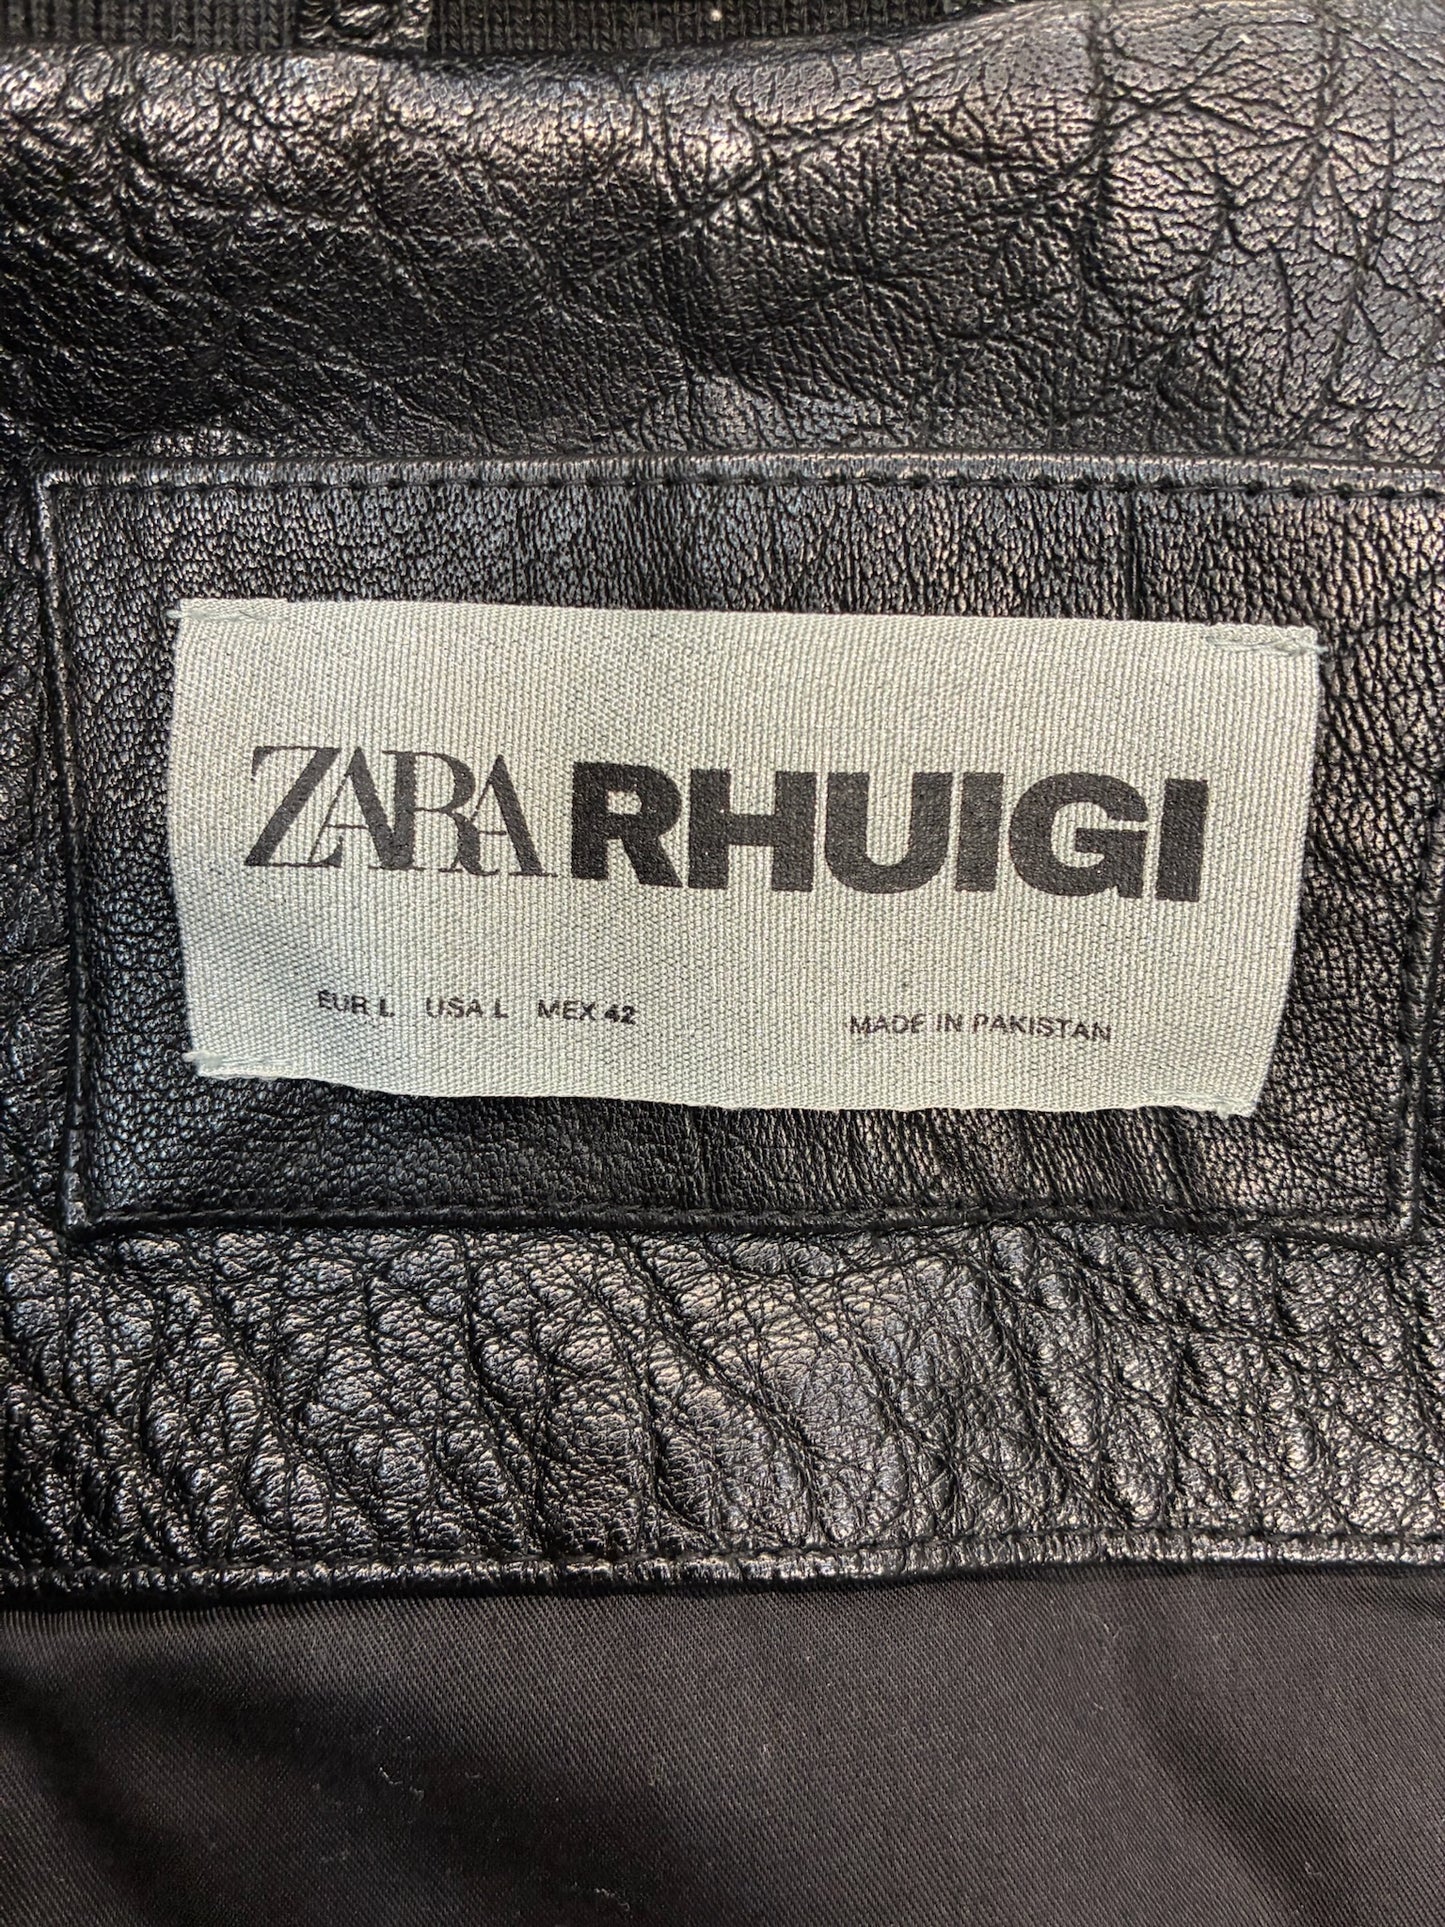 ZARA RHUIGI
EUR L USA L MEX 42 MADE IN PAKISTAN